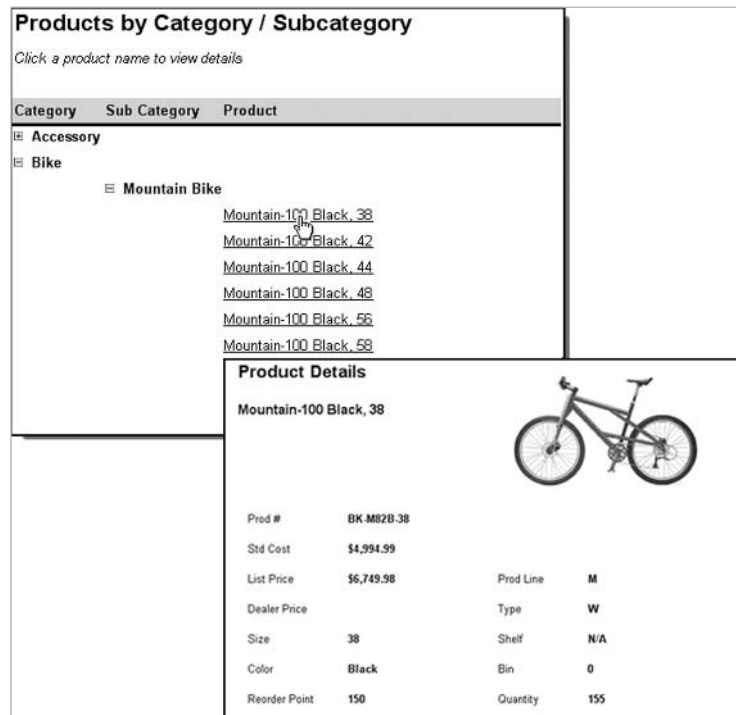 Products by Category / Subcategory
Click a product name to view details
Category Sub Category Product
Accessory
Bike
Mountain Bike
Mountain-100 Black, 38
Mountain-100 Black, 42
Mountain-100 Black, 44
Mountain-100 Black, 48
Mountain-100 Black, 56
Mountain-100 Black, 58
Product Details
Mountain-100 Black, 38
Prod # BK-M82B-38
Std Cost $4,994.99
List Price $6,749.98 Prod Line M
Dealer Price Type W
Size 38 Shelf N/A
Color Black Bin 0
Reorder Point 150 Quantity 155